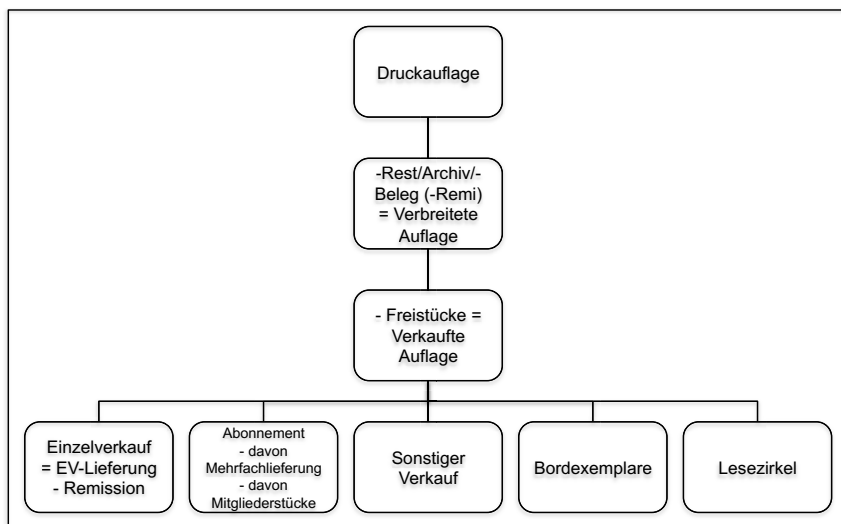 Druckauflage
-Rest/Archiv/-
Beleg (-Remi)
= Verbreitete
Auflage
- Freistücke =
Verkaufte
Auflage
Einzelverkauf
= EV-Lieferung
- Remission
Abonnement
- davon
Mehrfachlieferung
- davon
Mitgliederstücke
Sonstiger
Verkauf
Bordexemplare
Lesezirkel